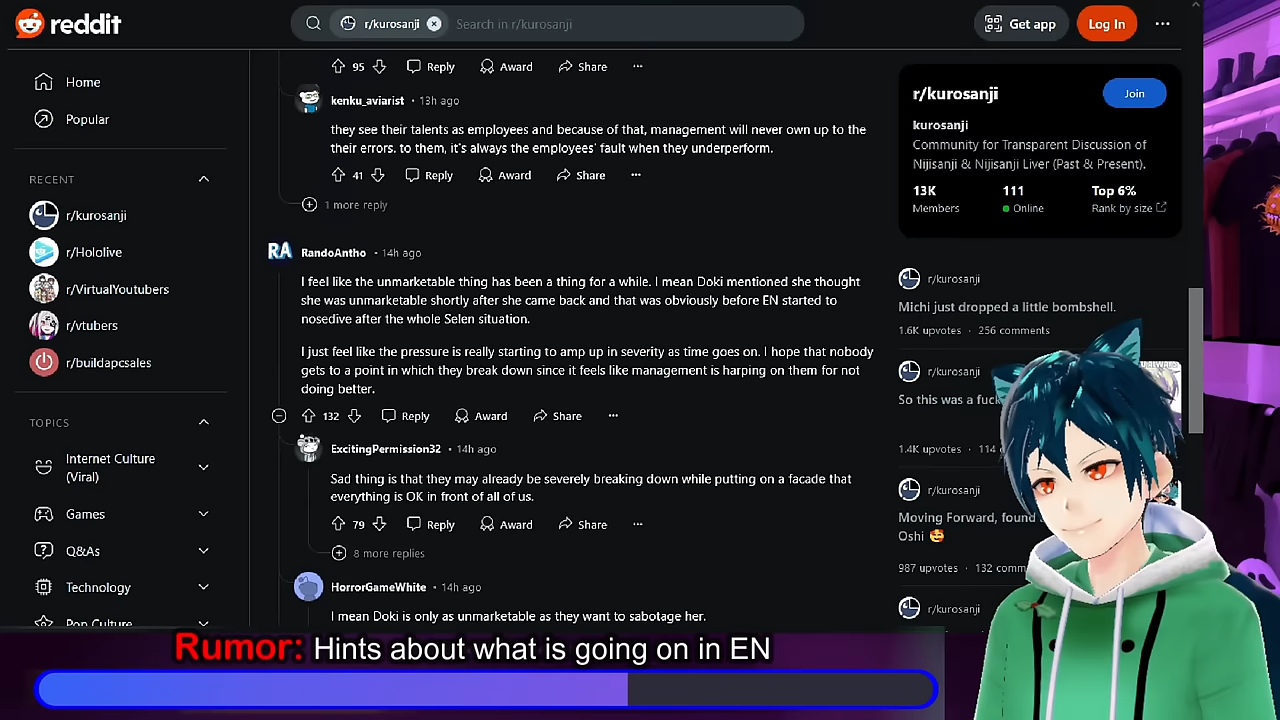 reddit
r/kurosanji
Search in r/kurosanji
Get app
Log In
Home
Popular
RECENT
r/kurosanji
r/Hololive
r/VirtualYoutubers
r/vtubers
r/buildapcsales
TOPICS
Internet Culture
(Viral)
Games
Q&As
Technology
Pop Culture
95 Reply Award Share
kenku_aviarist • 13h ago
they see their talents as employees and because of that, management will never own up to the
their errors. to them, it's always the employees' fault when they underperform.
41 Reply Award Share
1 more reply
RA RandoAntho • 14h ago
I feel like the unmarketable thing has been a thing for a while. I mean Doki mentioned she thought
she was unmarketable shortly after she came back and that was obviously before EN started to
nosedive after the whole Selen situation.
I just feel like the pressure is really starting to amp up in severity as time goes on. I hope that nobody
gets to a point in which they break down since it feels like management is harping on them for not
doing better.
132 Reply Award Share
ExcitingPermission32 • 14h ago
Sad thing is that they may already be severely breaking down while putting on a facade that
everything is OK in front of all of us.
79 Reply Award Share
8 more replies
HorrorGameWhite • 14h ago
I mean Doki is only as unmarketable as they want to sabotage her.
r/kurosanji
Join
kurosanji
Community for Transparent Discussion of
Nijisanji & Nijisanji Liver (Past & Present).
13K 111 Top 6%
Members Online Rank by size
r/kurosanji
Michi just dropped a little bombshell.
1.6K upvotes • 256 comments
r/kurosanji
So this was a
1.4K upvotes • 114
r/kurosanji
Moving Forward, found
Oshi 🥰
987 upvotes • 132
r/kurosanji
Rumor: Hints about what is going on in EN